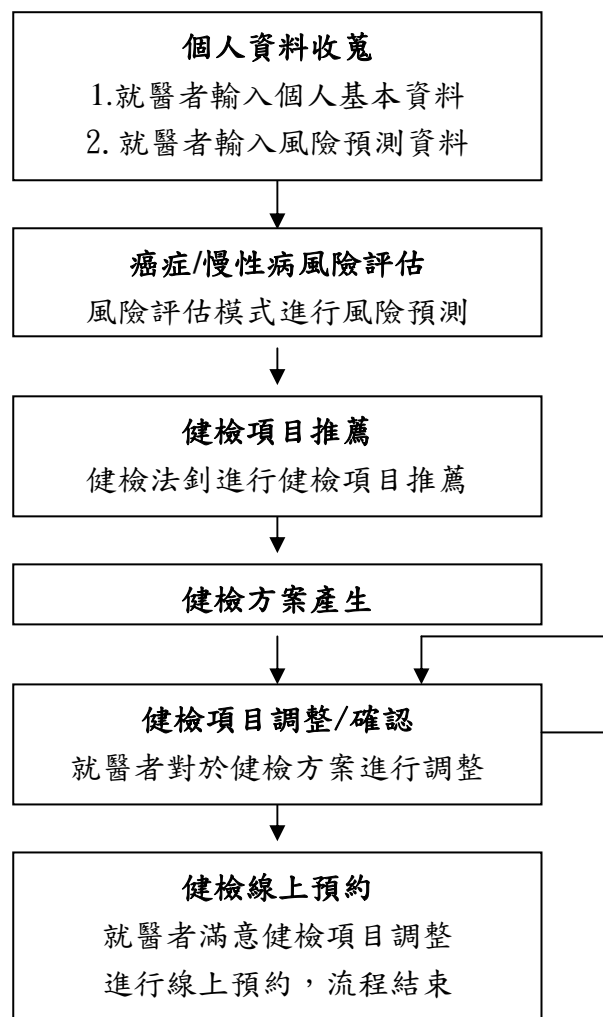 個人資料收蒐
1.就醫者輸入個人基本資料
2. 就醫者輸入風險預測資料
癌症/慢性病風險評估
風險評估模式進行風險預測
健檢項目推薦
健檢法釗進行健檢項目推薦
健檢方案產生
健檢項目調整/確認
就醫者對於健檢方案進行調整
健檢線上預約
就醫者滿意健檢項目調整
進行線上預約，流程結束